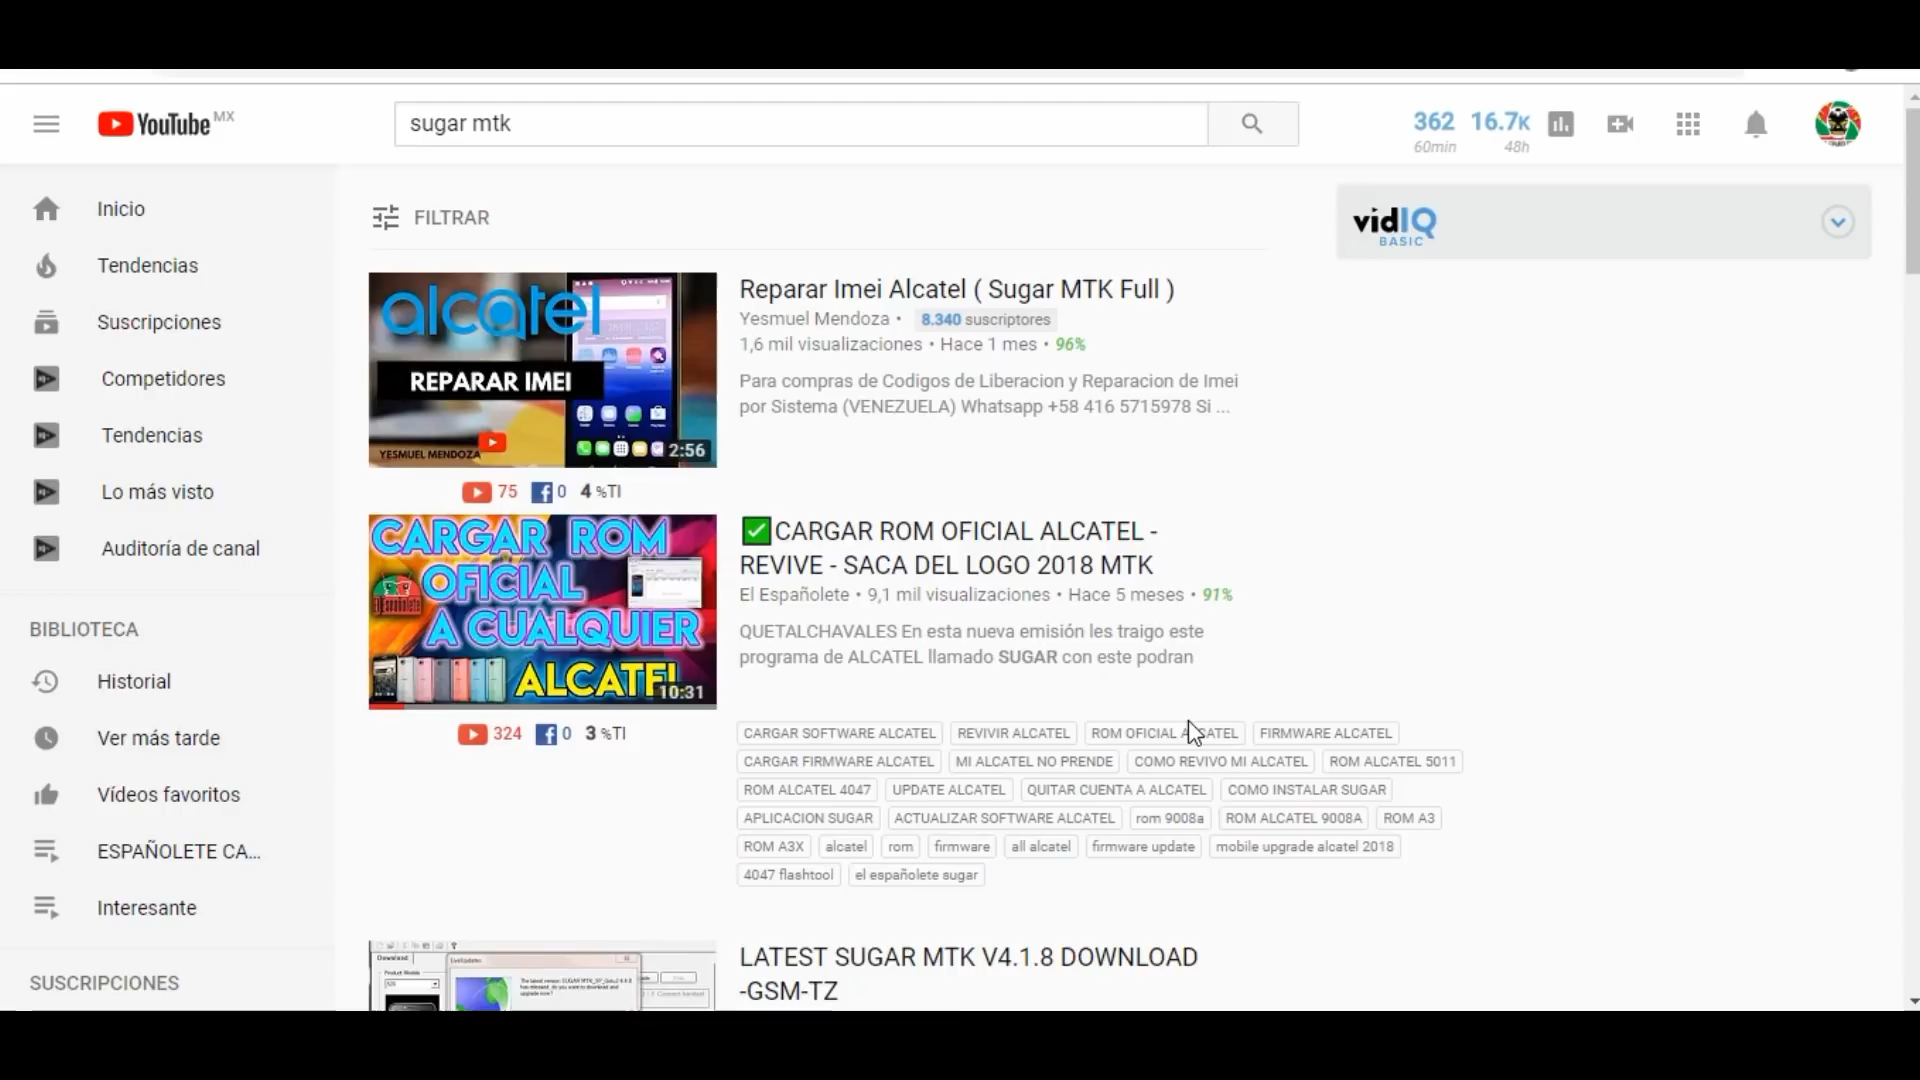 YouTube MX
sugar mtk
362
60min
16.7K
48h
Inicio
Tendencias
Suscripciones
Competidores
Tendencias
Lo más visto
Auditoría de canal
BIBLIOTECA
Historial
Ver más tarde
Vídeos favoritos
ESPAÑOLETE CA...
Interesante
SUSCRIPCIONES
FILTRAR
vidIQ
BASIC
alcatel
REPARAR IMEI
YESMUEL MENDOZA
2:56
75 0 4 %TI
Reparar Imei Alcatel ( Sugar MTK Full )
Yesmuel Mendoza • 8.340 suscriptores
1,6 mil visualizaciones • Hace 1 mes • 96%
Para compras de Codigos de Liberacion y Reparacion de Imei
por Sistema (VENEZUELA) Whatsapp +58 416 5715978 Si ...
CARGAR ROM
OFICIAL
A CUALQUIER
ALCATEL
El Españolete
10:31
324 0 3 %TI
✅CARGAR ROM OFICIAL ALCATEL -
REVIVE - SACA DEL LOGO 2018 MTK
El Españolete • 9,1 mil visualizaciones • Hace 5 meses • 91%
QUETALCHAVALES En esta nueva emisión les traigo este
programa de ALCATEL llamado SUGAR con este podran
CARGAR SOFTWARE ALCATEL REVIVIR ALCATEL ROM OFICIAL ALCATEL FIRMWARE ALCATEL
CARGAR FIRMWARE ALCATEL MI ALCATEL NO PRENDE COMO REVIVO MI ALCATEL ROM ALCATEL 5011
ROM ALCATEL 4047 UPDATE ALCATEL QUITAR CUENTA A ALCATEL COMO INSTALAR SUGAR
APLICACION SUGAR ACTUALIZAR SOFTWARE ALCATEL rom 9008a ROM ALCATEL 9008A ROM A3
ROM A3X alcatel rom firmware all alcatel firmware update mobile upgrade alcatel 2018
4047 flashtool el españolete sugar
Download
LATEST SUGAR MTK V4.1.8 DOWNLOAD
-GSM-TZ